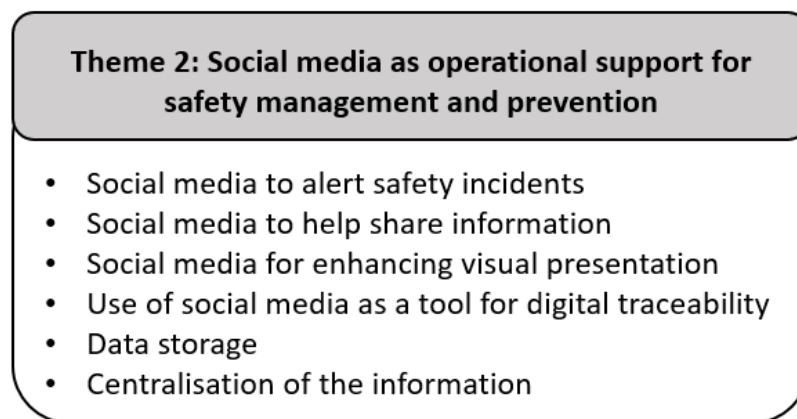 Theme 2: Social media as operational support for
safety management and prevention
• Social media to alert safety incidents
• Social media to help share information
• Social media for enhancing visual presentation
• Use of social media as a tool for digital traceability
• Data storage
• Centralisation of the information